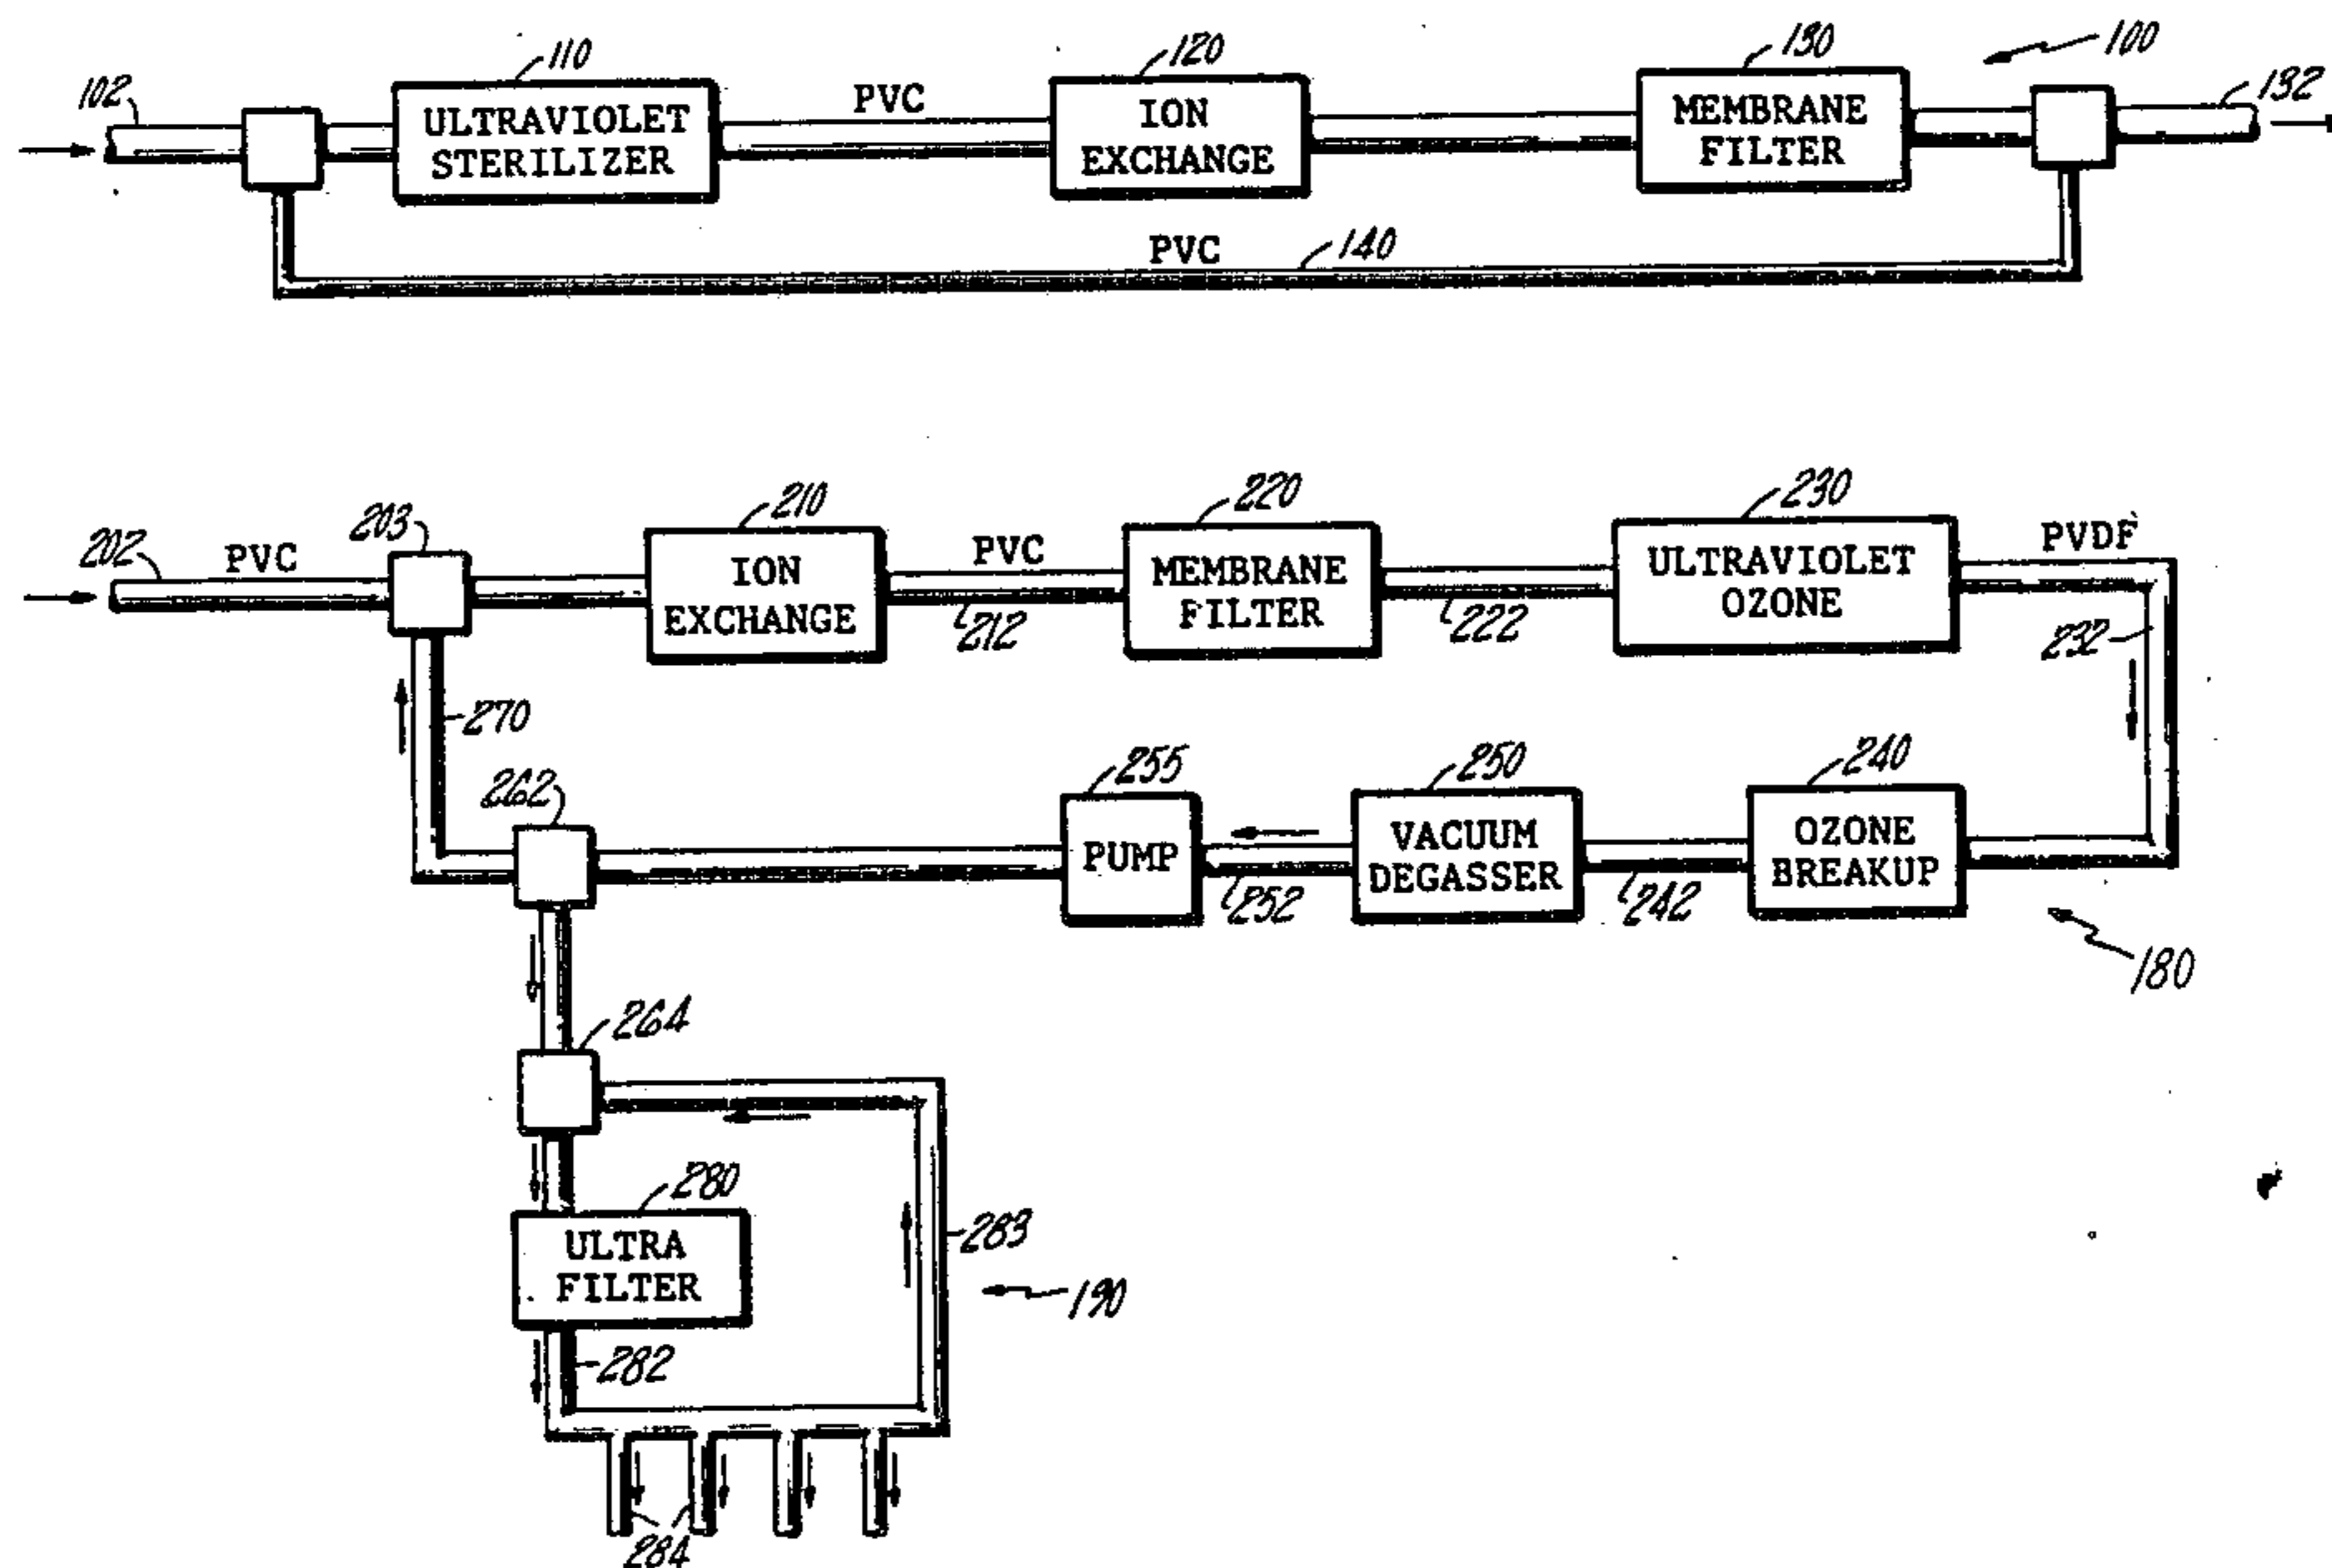 110
120
130
100
102
132
PVC
ULTRAVIOLET
STERILIZER
ION
EXCHANGE
MEMBRANE
FILTER
PVC
140
202
PVC
203
210
220
230
ION
EXCHANGE
PVC
212
MEMBRANE
FILTER
222
ULTRAVIOLET
OZONE
PVDF
232
270
262
255
250
240
PUMP
252
VACUUM
DEGASSER
242
OZONE
BREAKUP
180
264
280
ULTRA
FILTER
283
190
282
284